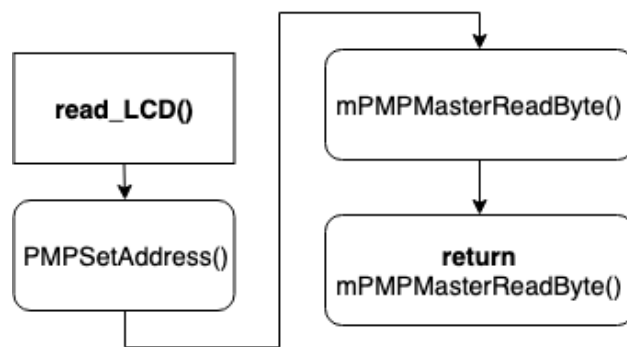 read_LCD()
PMPSetAddress()
mPMPMasterReadByte()
return
mPMPMasterReadByte()